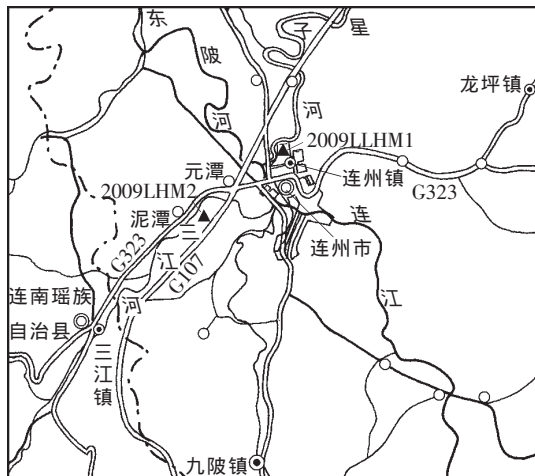 东
陂
河
星
子
河
龙坪镇
2009LLHM1
元潭
连州镇
G323
2009LHM2
泥潭
连州市
连
江
三
江
河
G323
G107
连南瑶族
自治县
三江镇
九陂镇